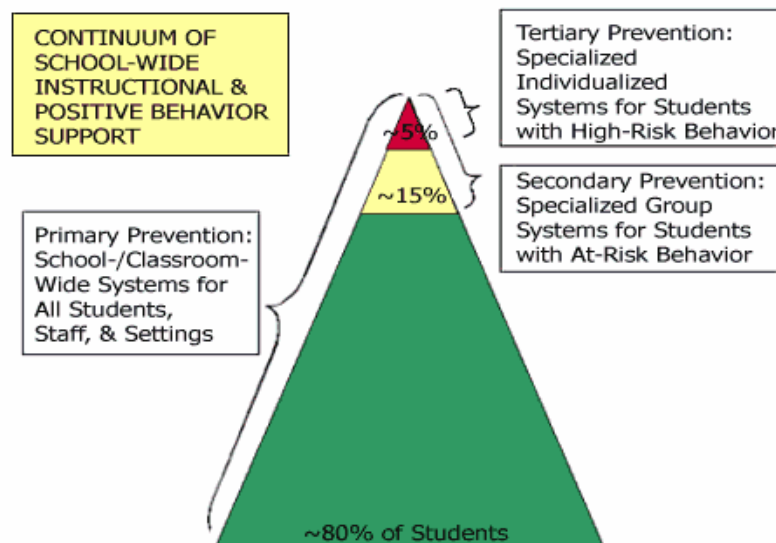 CONTINUUM OF
SCHOOL-WIDE
INSTRUCTIONAL &
POSITIVE BEHAVIOR
SUPPORT
Tertiary Prevention:
Specialized
Individualized
Systems for Students
with High-Risk Behavior
~5%
Secondary Prevention:
Specialized Group
Systems for Students
with At-Risk Behavior
~15%
Primary Prevention:
School-/Classroom-
Wide Systems for
All Students,
Staff, & Settings
~80% of Students